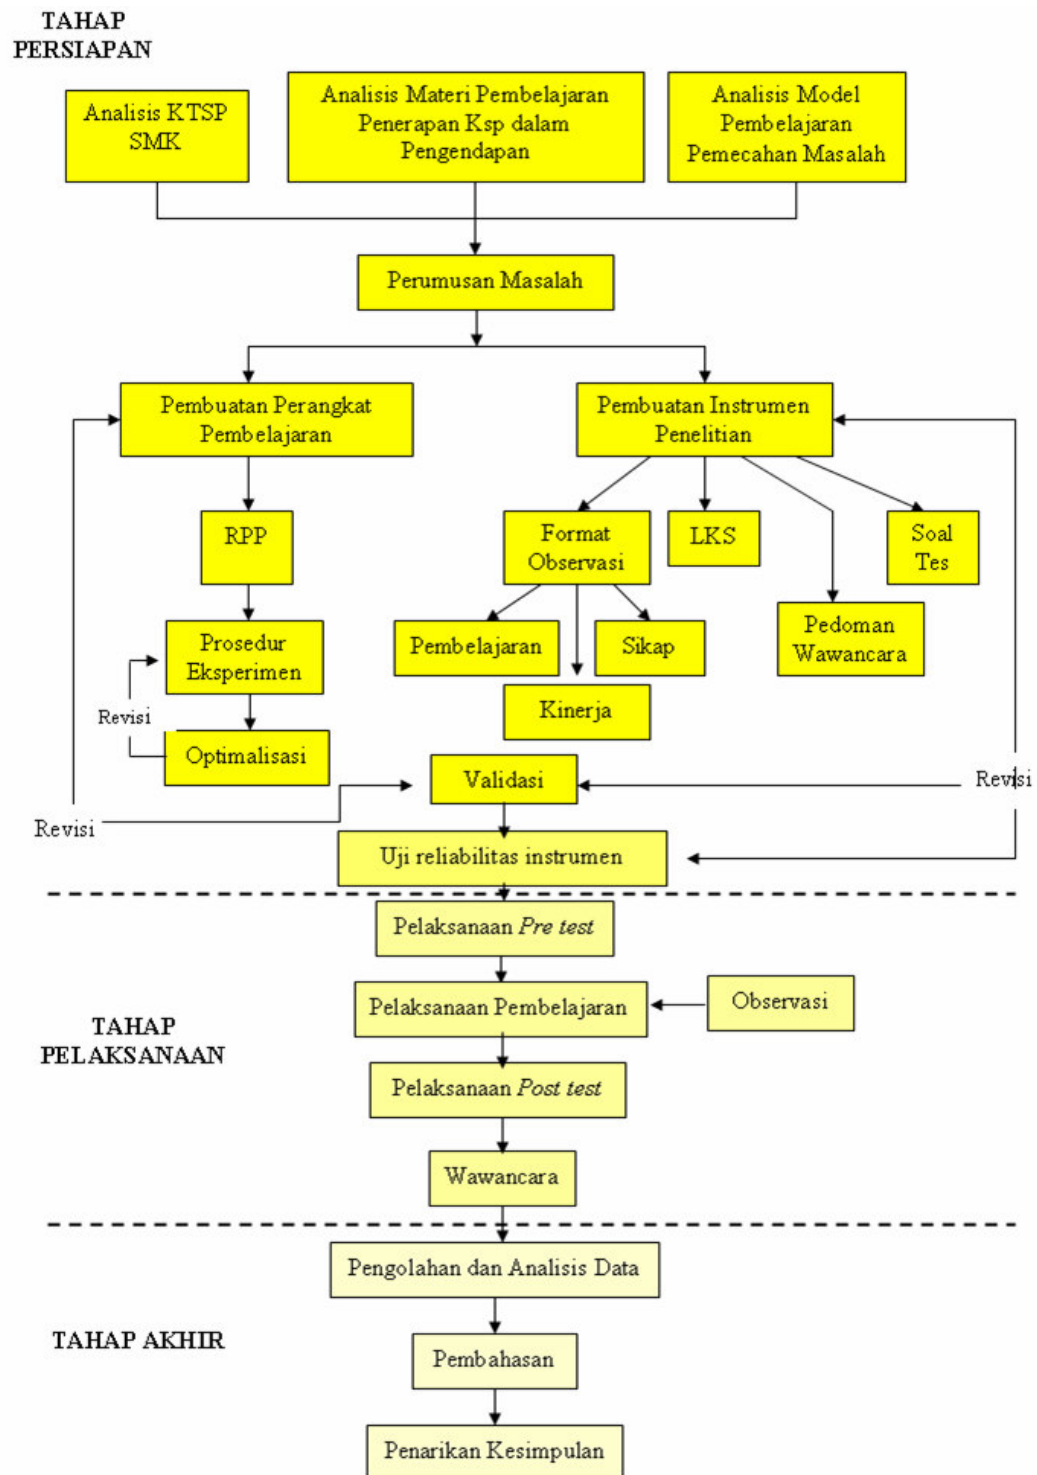 TAHAP
PERSIAPAN
Analisis KTSP
SMK
Analisis Materi Pembelajaran
Penerapan Ksp dalam
Pengendapan
Analisis Model
Pembelajaran
Pemecahan Masalah
Perumusan Masalah
Pembuatan Perangkat
Pembelajaran
Pembuatan Instrumen
Penelitian
RPP
Format
Observasi
LKS
Soal
Tes
Prosedur
Eksperimen
Pembelajaran
Sikap
Pedoman
Wawancara
Kinerja
Revisi
Optimalisasi
Validasi
Revisi
Revisi
Uji reliabilitas instrumen
Pelaksanaan Pre test
Pelaksanaan Pembelajaran
Observasi
TAHAP
PELAKSANAAN
Pelaksanaan Post test
Wawancara
Pengolahan dan Analisis Data
TAHAP AKHIR
Pembahasan
Penarikan Kesimpulan